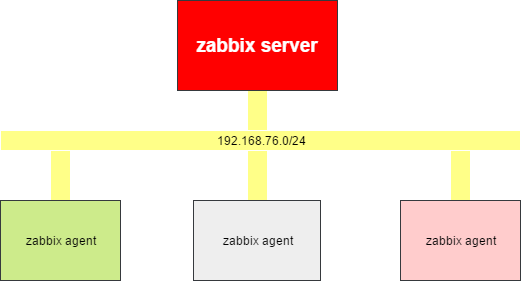 zabbix server
192.168.76.0/24
zabbix agent
zabbix agent
zabbix agent